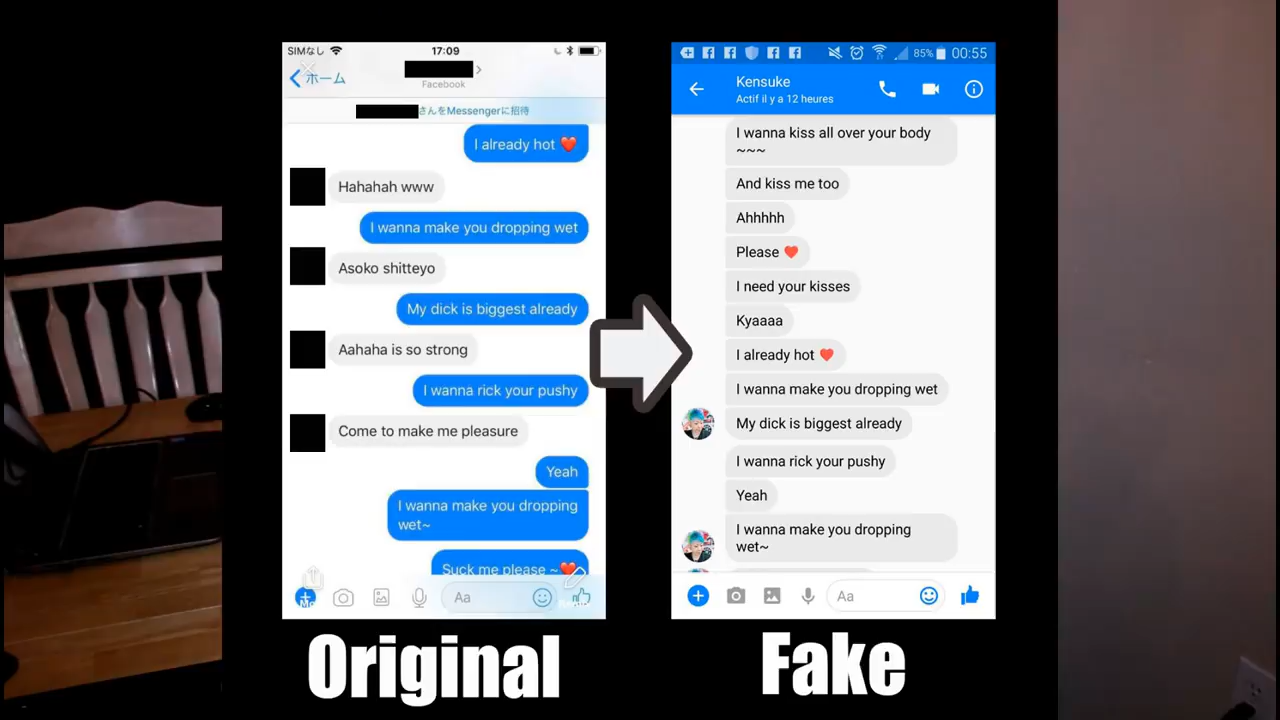 SIMなし
17:09
ホーム
Facebook
さんをMessengerに招待
I already hot ❤️
Hahahah www
I wanna make you dropping wet
Asoko shitteyo
My dick is biggest already
Aahaha is so strong
I wanna rick your pushy
Come to make me pleasure
Yeah
I wanna make you dropping
wet~
Suck me please ~❤️
Aa
Original
85% 00:55
Kensuke
Actif il y a 12 heures
I wanna kiss all over your body
~~~
And kiss me too
Ahhhhh
Please ❤️
I need your kisses
Kyaaaa
I already hot ❤️
I wanna make you dropping wet
My dick is biggest already
I wanna rick your pushy
Yeah
I wanna make you dropping
wet~
Aa
Fake